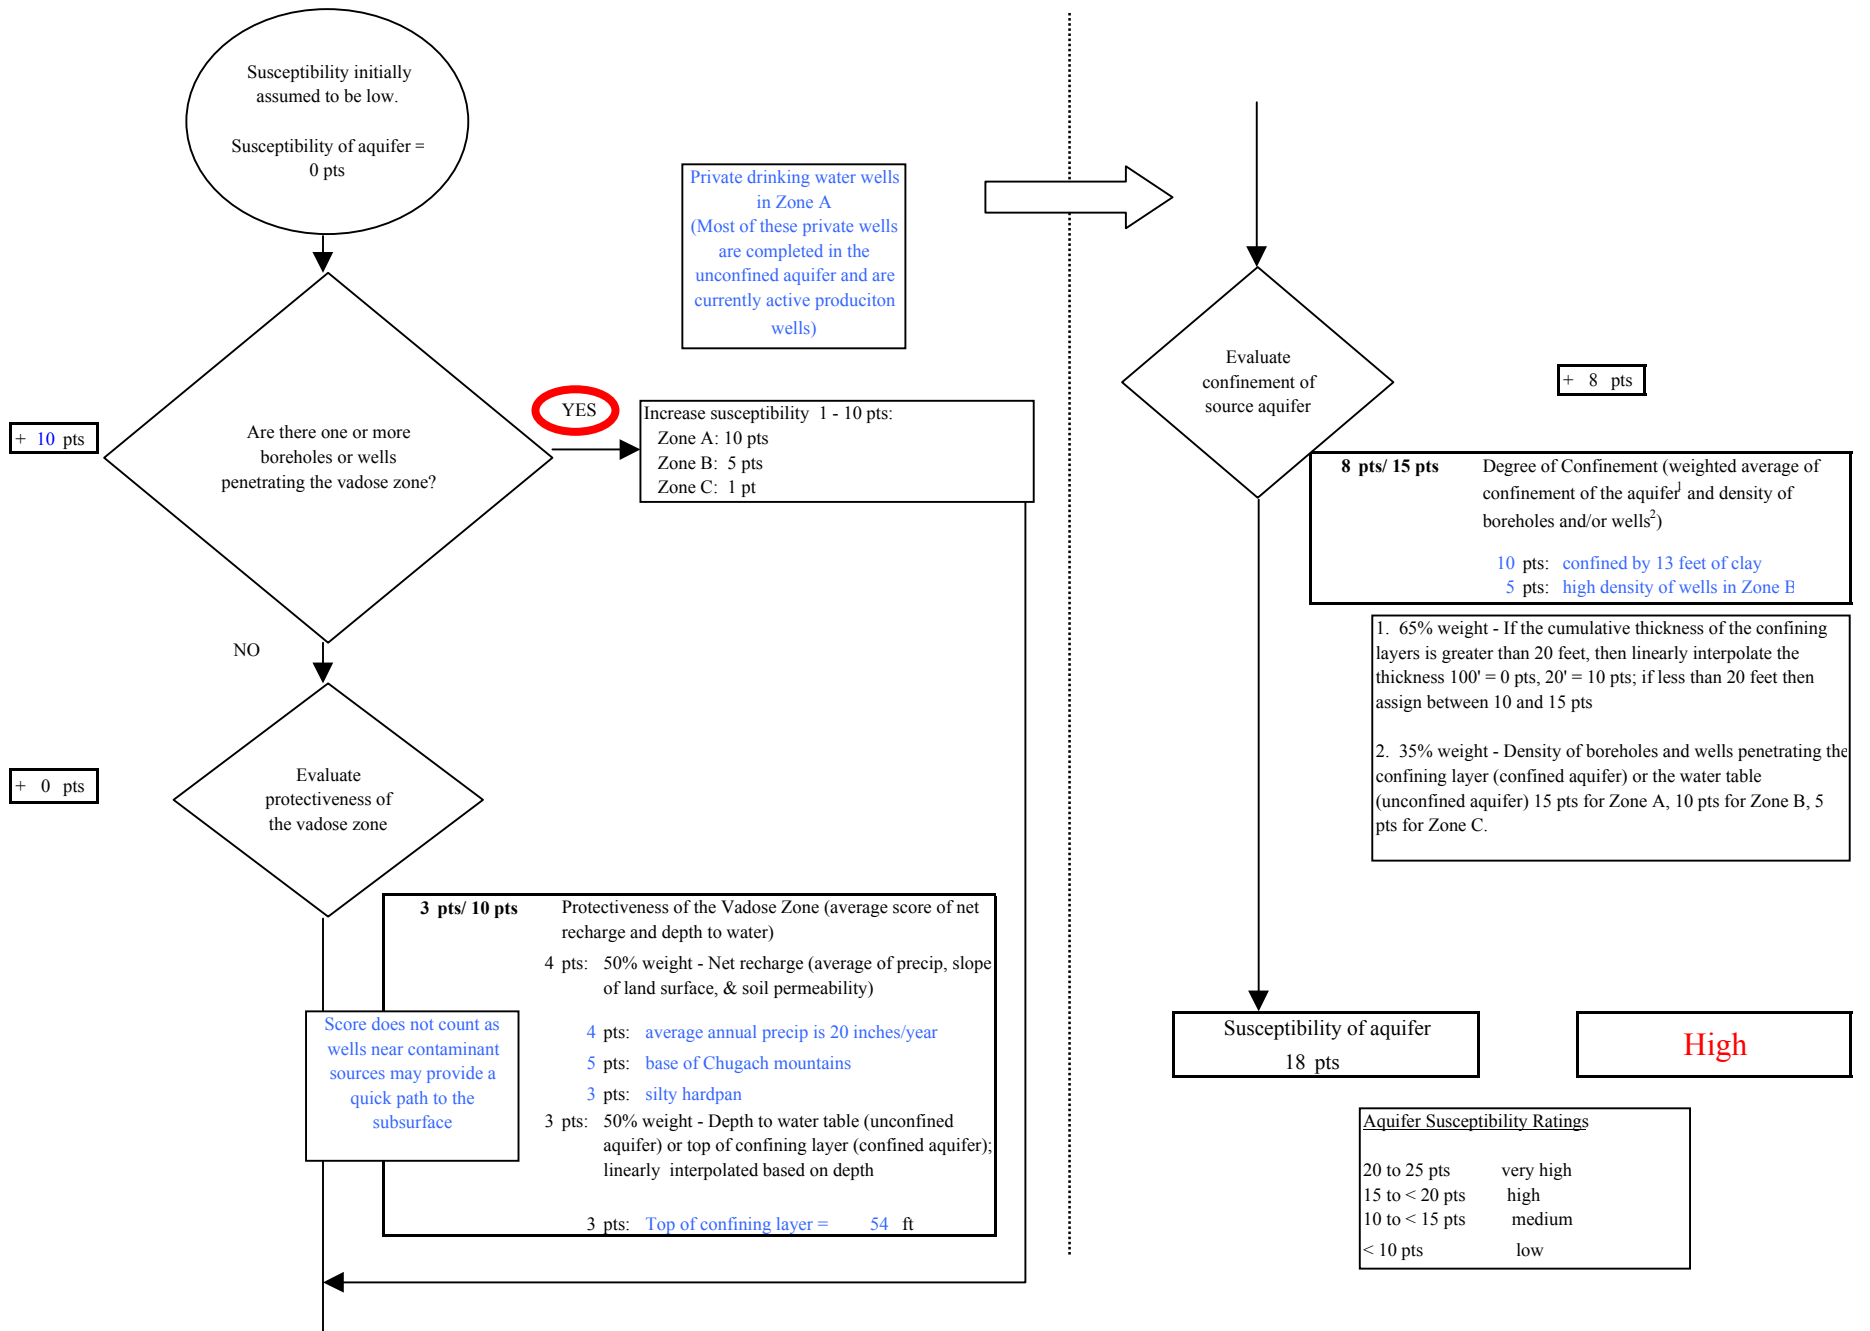 Susceptibility initially
assumed to be low.
Susceptibility of aquifer =
0 pts
Private drinking water wells
in Zone A
(Most of these private wells
are completed in the
unconfined aquifer and are
currently active produciton
wells)
+ 10 pts
Are there one or more
boreholes or wells
penetrating the vadose zone?
YES
Increase susceptibility 1 - 10 pts:
Zone A: 10 pts
Zone B: 5 pts
Zone C: 1 pt
NO
+ 0 pts
Evaluate
protectiveness of
the vadose zone
3 pts/ 10 pts Protectiveness of the Vadose Zone (average score of net
recharge and depth to water)
4 pts: 50% weight - Net recharge (average of precip, slope
of land surface, & soil permeability)
4 pts: average annual precip is 20 inches/year
5 pts: base of Chugach mountains
3 pts: silty hardpan
3 pts: 50% weight - Depth to water table (unconfined
aquifer) or top of confining layer (confined aquifer);
linearly interpolated based on depth
3 pts: Top of confining layer = 54 ft
Score does not count as
wells near contaminant
sources may provide a
quick path to the
subsurface
Evaluate
confinement of
source aquifer
+ 8 pts
8 pts/ 15 pts Degree of Confinement (weighted average of
confinement of the aquifer1 and density of
boreholes and/or wells2)
10 pts: confined by 13 feet of clay
5 pts: high density of wells in Zone B
1. 65% weight - If the cumulative thickness of the confining
layers is greater than 20 feet, then linearly interpolate the
thickness 100' = 0 pts, 20' = 10 pts; if less than 20 feet then
assign between 10 and 15 pts
2. 35% weight - Density of boreholes and wells penetrating the
confining layer (confined aquifer) or the water table
(unconfined aquifer) 15 pts for Zone A, 10 pts for Zone B, 5
pts for Zone C.
Susceptibility of aquifer
18 pts
High
Aquifer Susceptibility Ratings
20 to 25 pts very high
15 to < 20 pts high
10 to < 15 pts medium
< 10 pts low